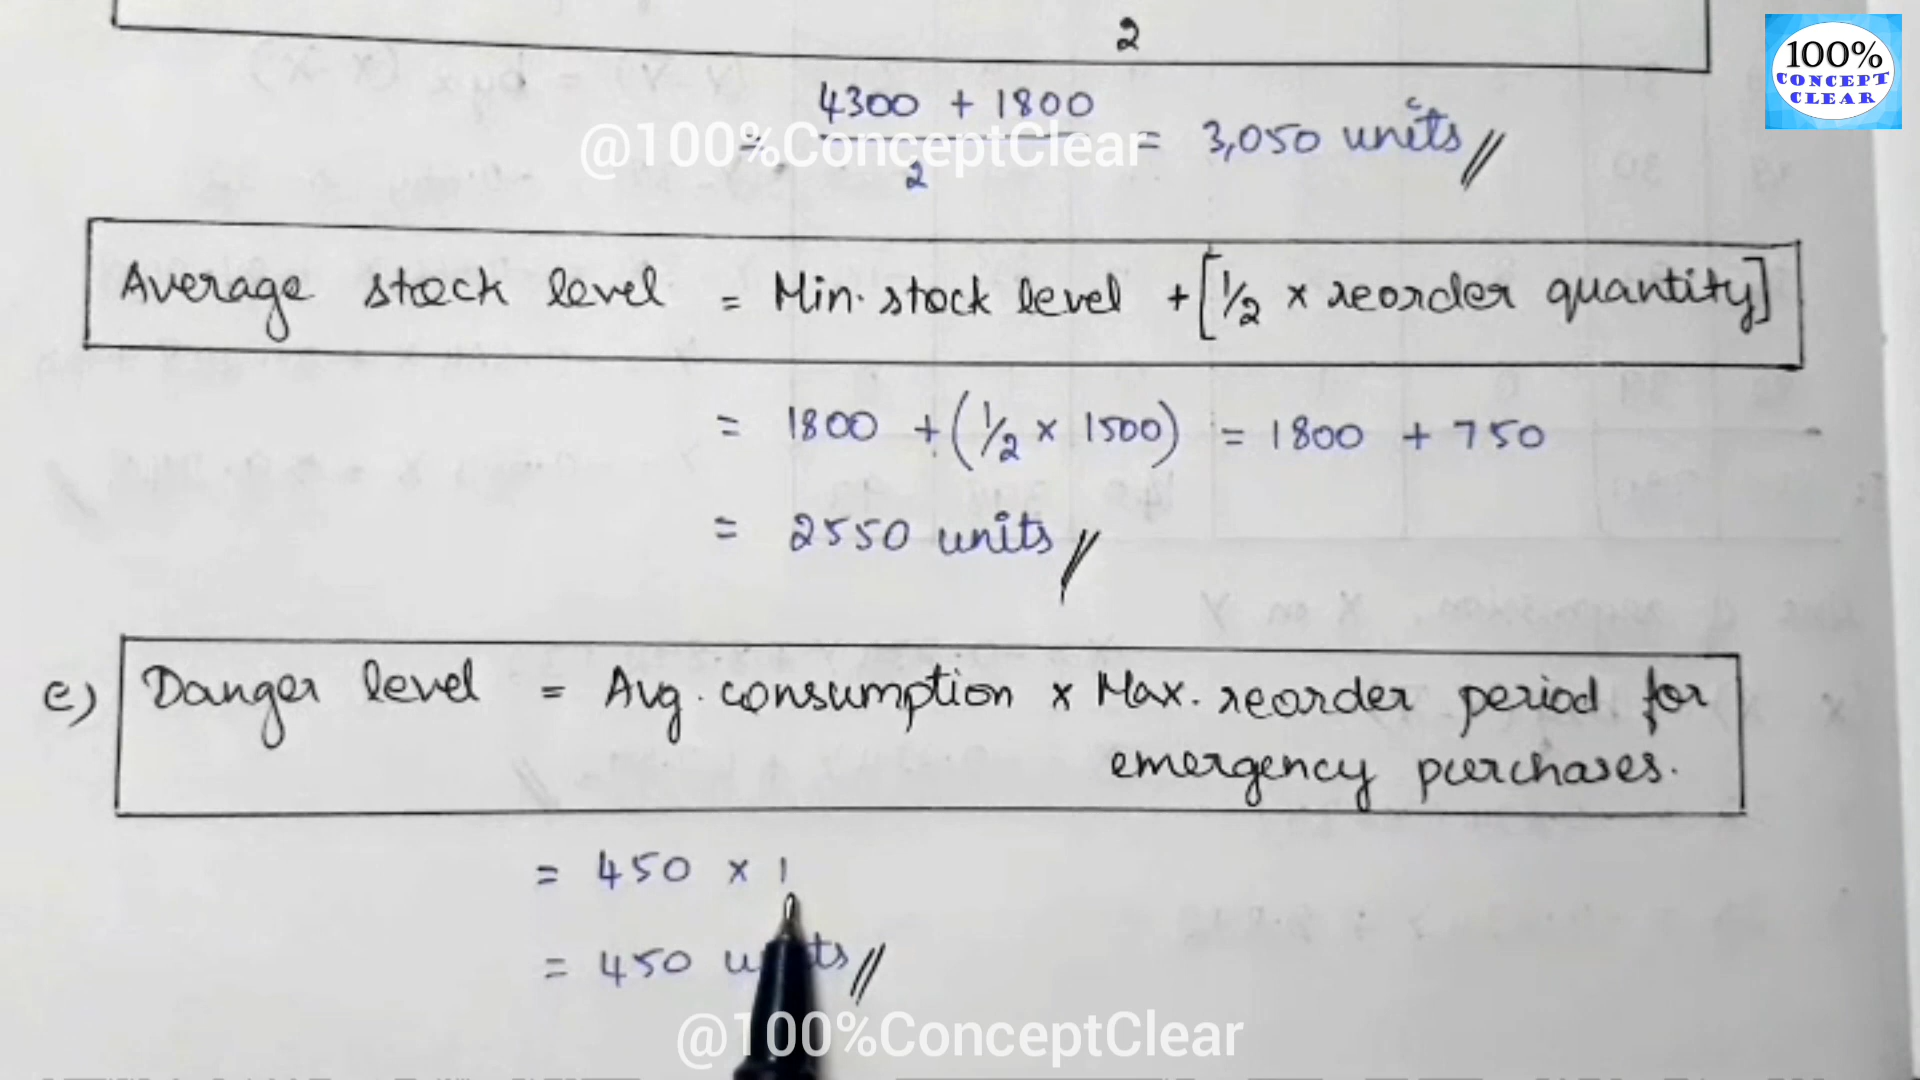 2
100%
CONCEPT
CLEAR
= 4300 + 1800 / 2 = 3,050 units //
@100%ConceptClear
Average stock level = Min. stock level + [1/2 x reorder quantity]
= 1800 + (1/2 x 1500) = 1800 + 750
= 2550 units //
e) Danger level = Avg. consumption x Max. reorder period for
emergency purchases.
= 450 x 1
= 450 units //
@100%ConceptClear